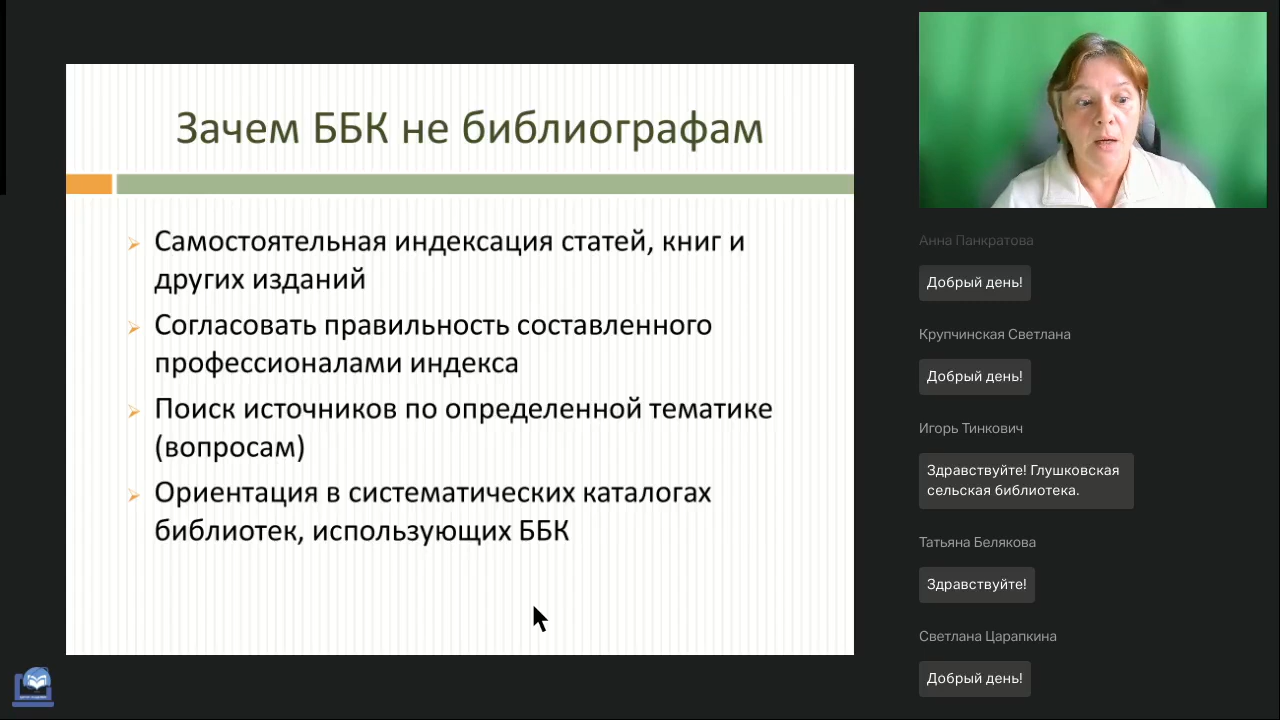 Зачем ББК не библиографам
Самостоятельная индексация статей, книг и
других изданий
Согласовать правильность составленного
профессионалами индекса
Поиск источников по определенной тематике
(вопросам)
Ориентация в систематических каталогах
библиотек, использующих ББК
Анна Панкратова
Добрый день!
Крупчинская Светлана
Добрый день!
Игорь Тинкович
Здравствуйте! Глушковская
сельская библиотека.
Татьяна Белякова
Здравствуйте!
Светлана Царапкина
Добрый день!